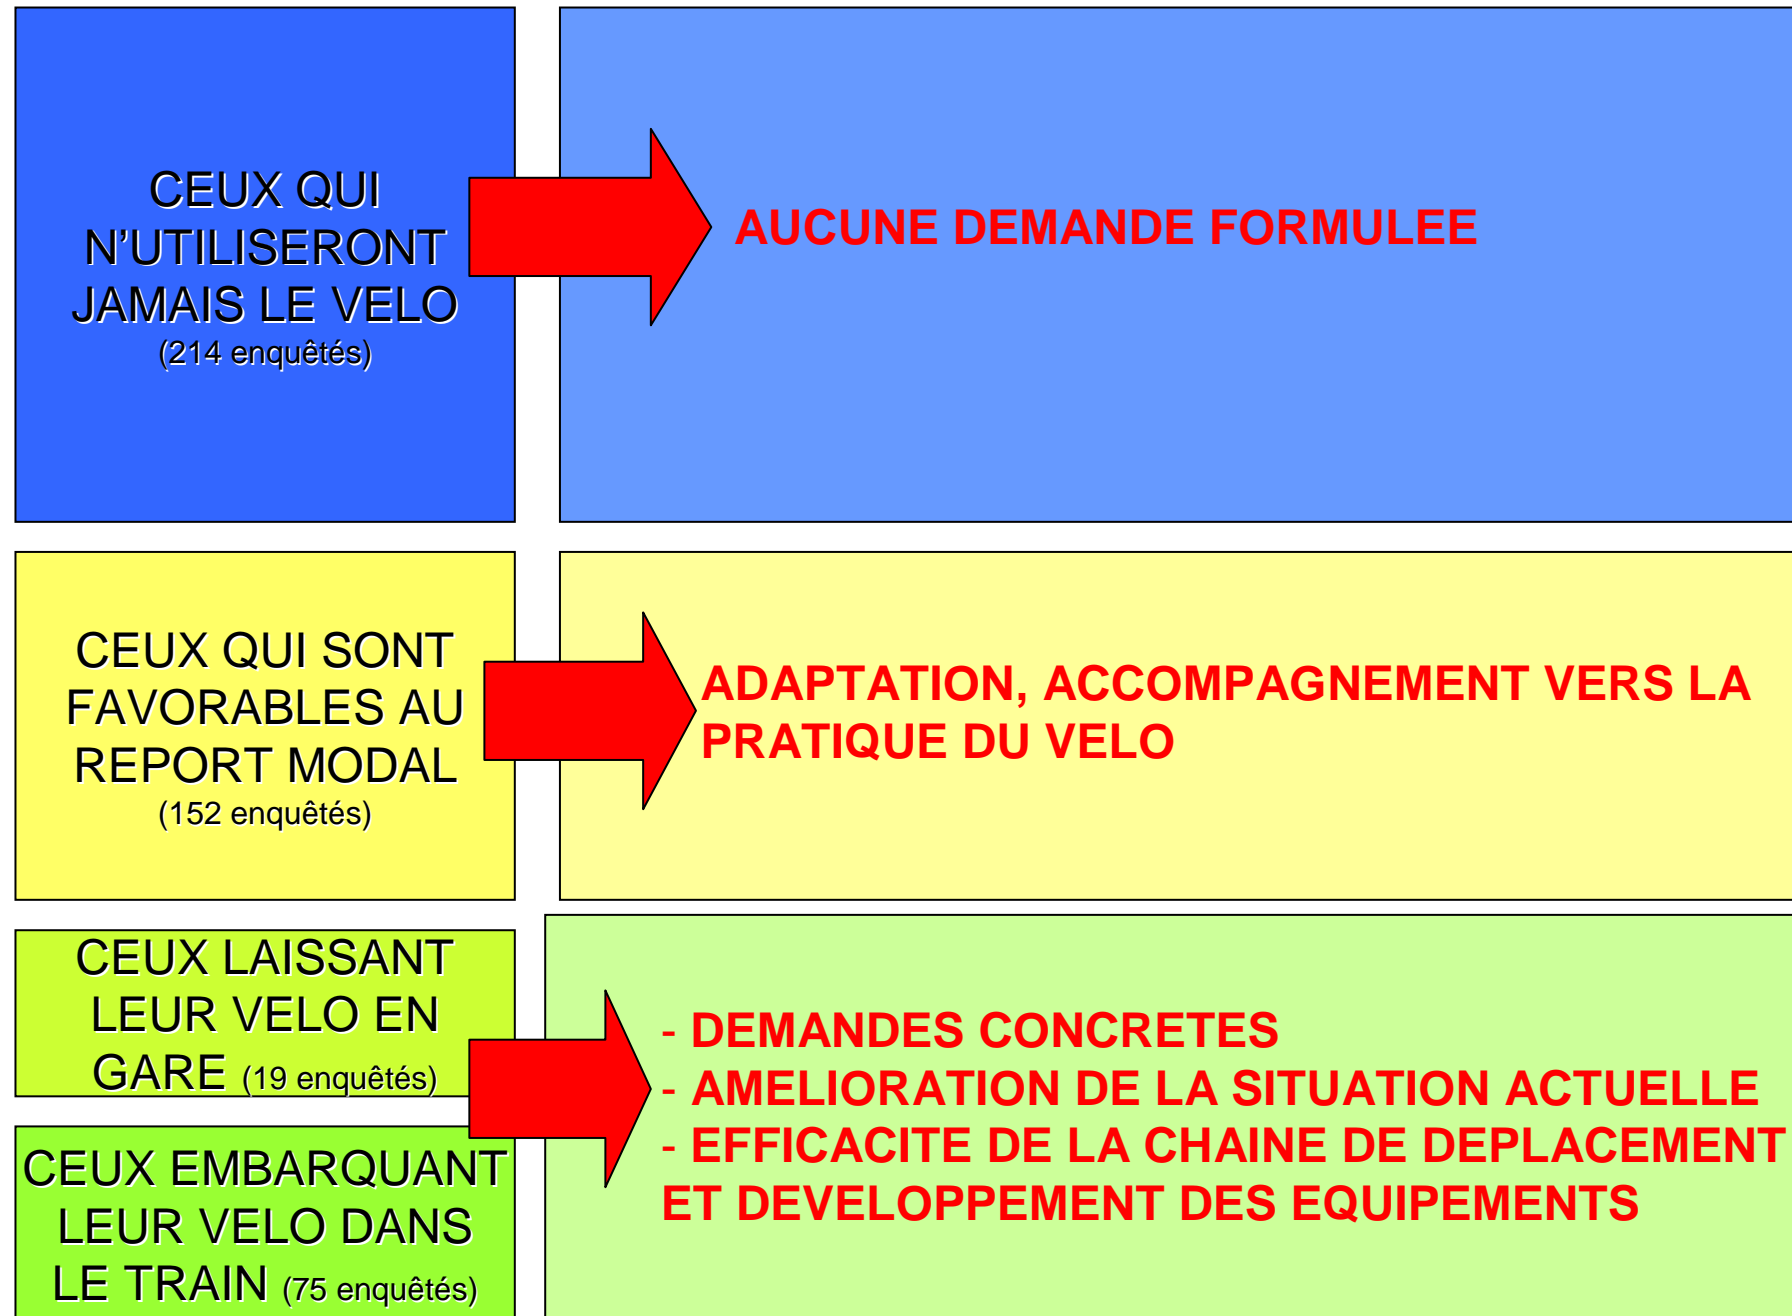 CEUX QUI
N'UTILISERONT
JAMAIS LE VELO
(214 enquêtés)
AUCUNE DEMANDE FORMULEE
CEUX QUI SONT
FAVORABLES AU
REPORT MODAL
(152 enquêtés)
ADAPTATION, ACCOMPAGNEMENT VERS LA
PRATIQUE DU VELO
CEUX LAISSANT
LEUR VELO EN
GARE (19 enquêtés)
CEUX EMBARQUANT
LEUR VELO DANS
LE TRAIN (75 enquêtés)
- DEMANDES CONCRETES
- AMELIORATION DE LA SITUATION ACTUELLE
- EFFICACITE DE LA CHAINE DE DEPLACEMENT
ET DEVELOPPEMENT DES EQUIPEMENTS